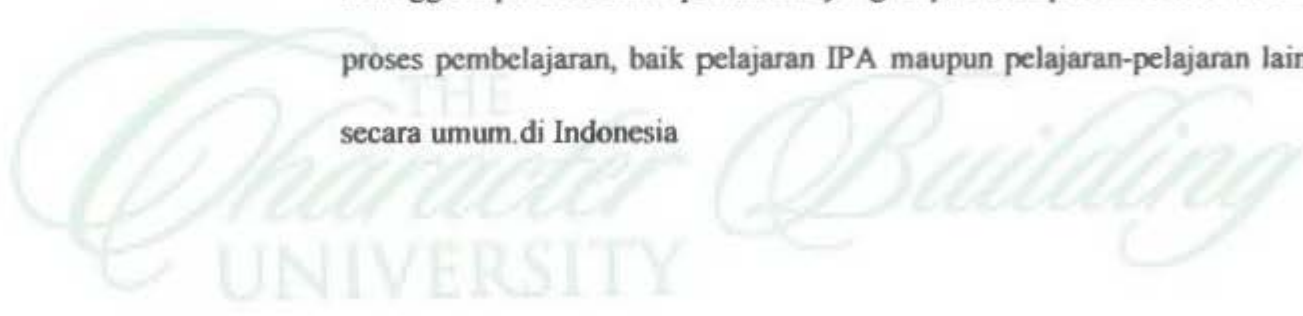 proses pembelajaran, baik pelajaran IPA maupun pelajaran-pelajaran lain
secara umum.di Indonesia
THE
Character Building
UNIVERSITY